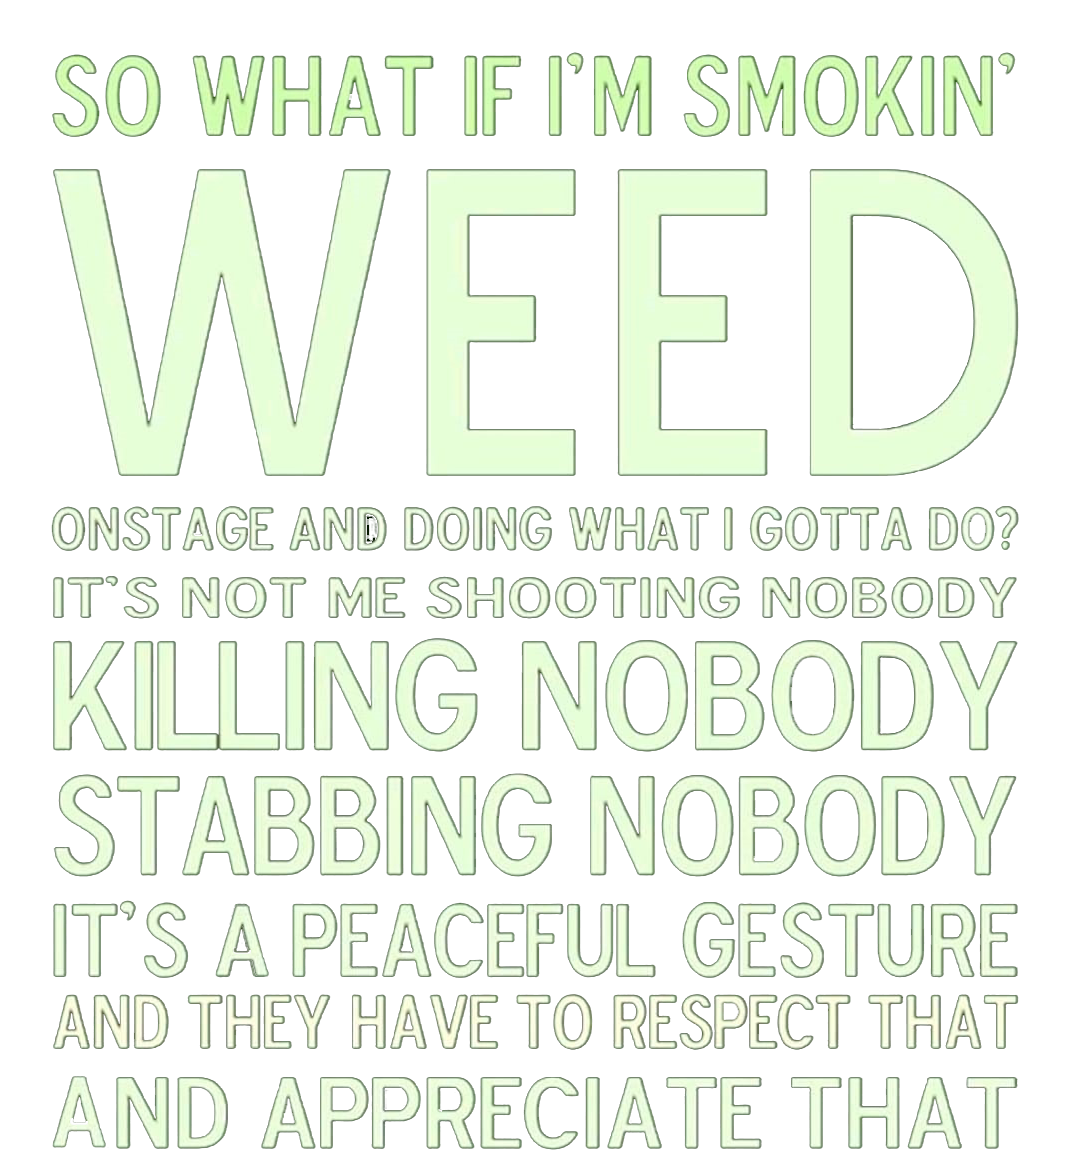 SO WHAT IF I'M SMOKIN'
WEED
ONSTAGE AND DOING WHAT I GOTTA DO?
IT'S NOT ME SHOOTING NOBODY
KILLING NOBODY
STABBING NOBODY
IT'S A PEACEFUL GESTURE
AND THEY HAVE TO RESPECT THAT
AND APPRECIATE THAT